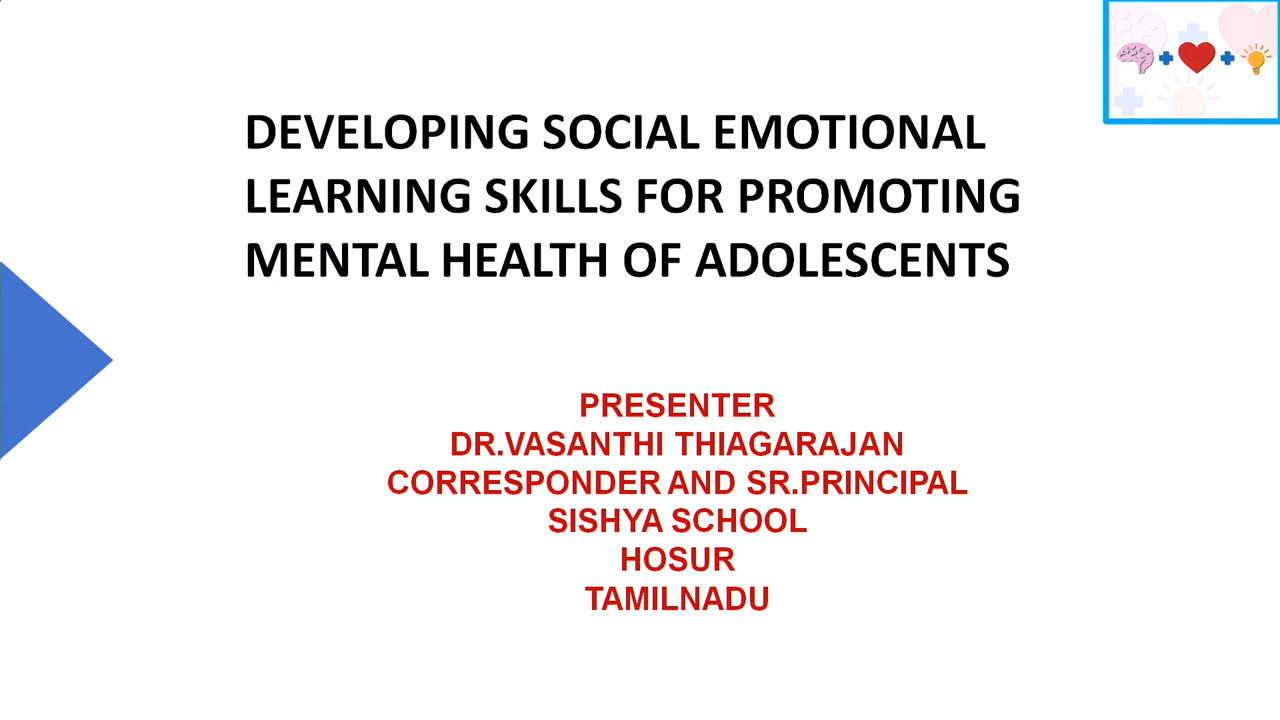 DEVELOPING SOCIAL EMOTIONAL
LEARNING SKILLS FOR PROMOTING
MENTAL HEALTH OF ADOLESCENTS
PRESENTER
DR.VASANTHI THIAGARAJAN
CORRESPONDER AND SR.PRINCIPAL
SISHYA SCHOOL
HOSUR
TAMILNADU